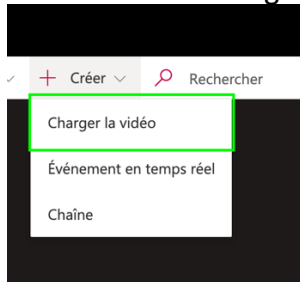 Créer
Rechercher
Charger la vidéo
Événement en temps réel
Chaîne